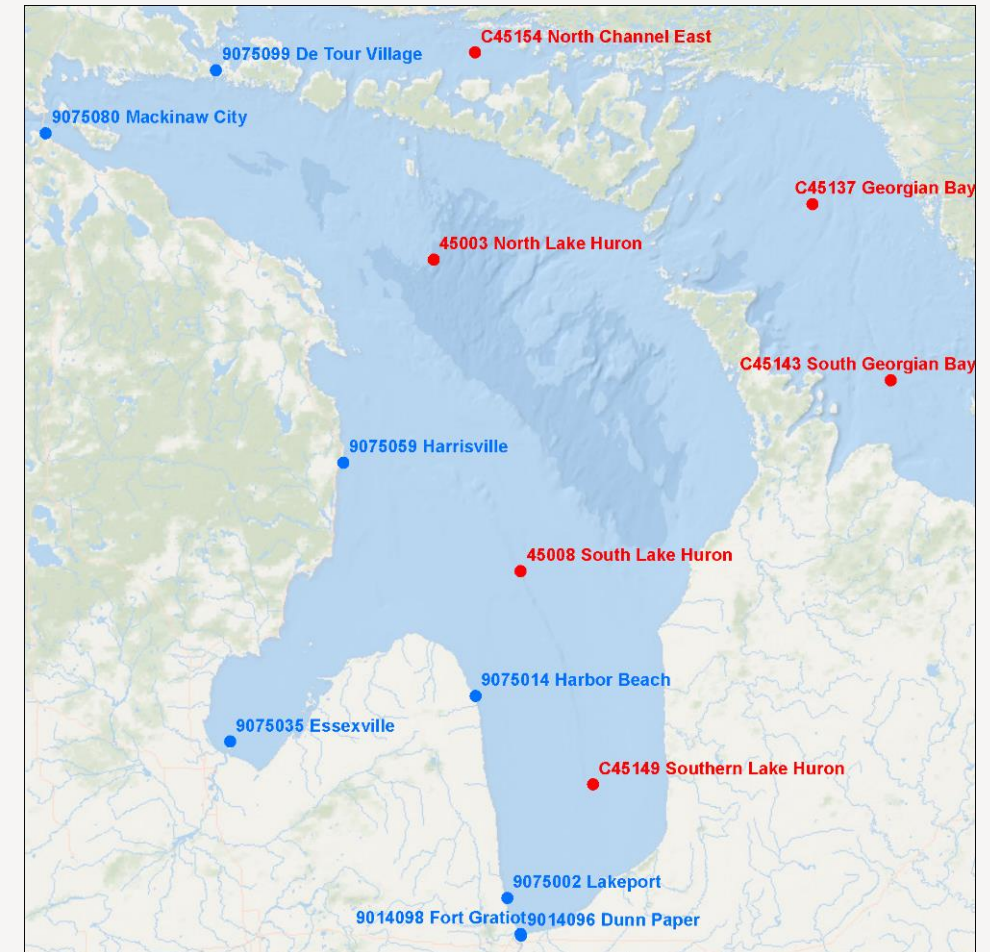 C45154 North Channel East
9075099 De Tour Village
9075080 Mackinaw City
C45137 Georgian Bay
45003 North Lake Huron
C45143 South Georgian Bay
9075059 Harrisville
45008 South Lake Huron
9075014 Harbor Beach
9075035 Essexville
C45149 Southern Lake Huron
9075002 Lakeport
9014098 Fort Gratiot
9014096 Dunn Paper